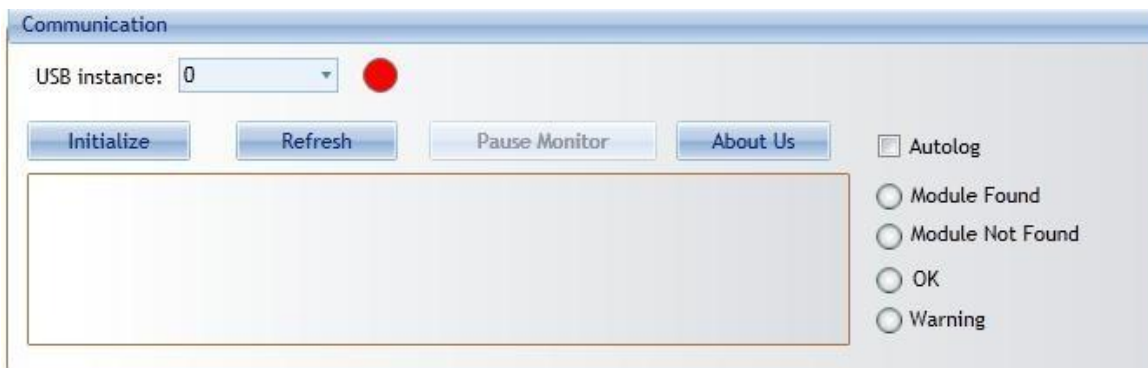 Communication
USB instance: 0
Initialize Refresh Pause Monitor About Us
Autolog
Module Found
Module Not Found
OK
Warning